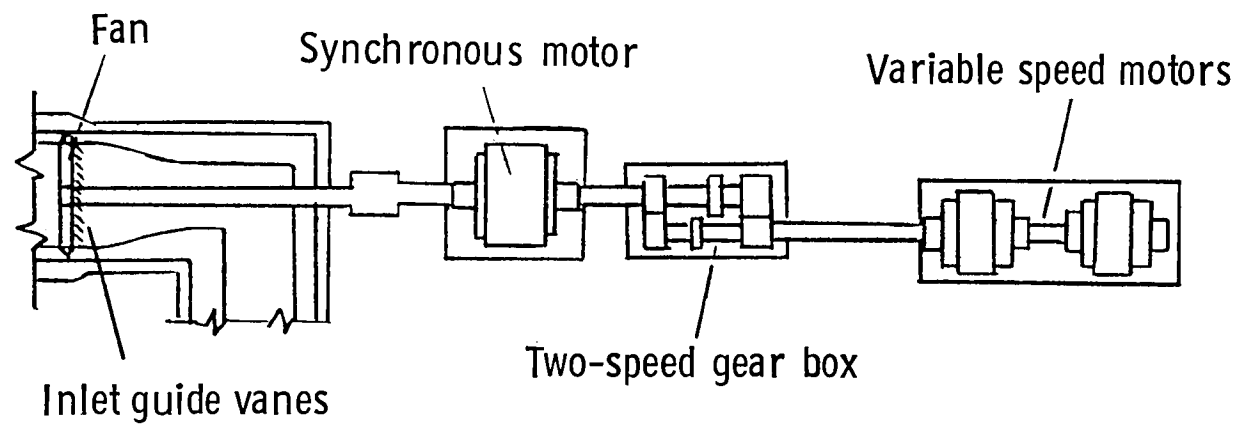 Fan
Synchronous motor
Variable speed motors
Two-speed gear box
Inlet guide vanes